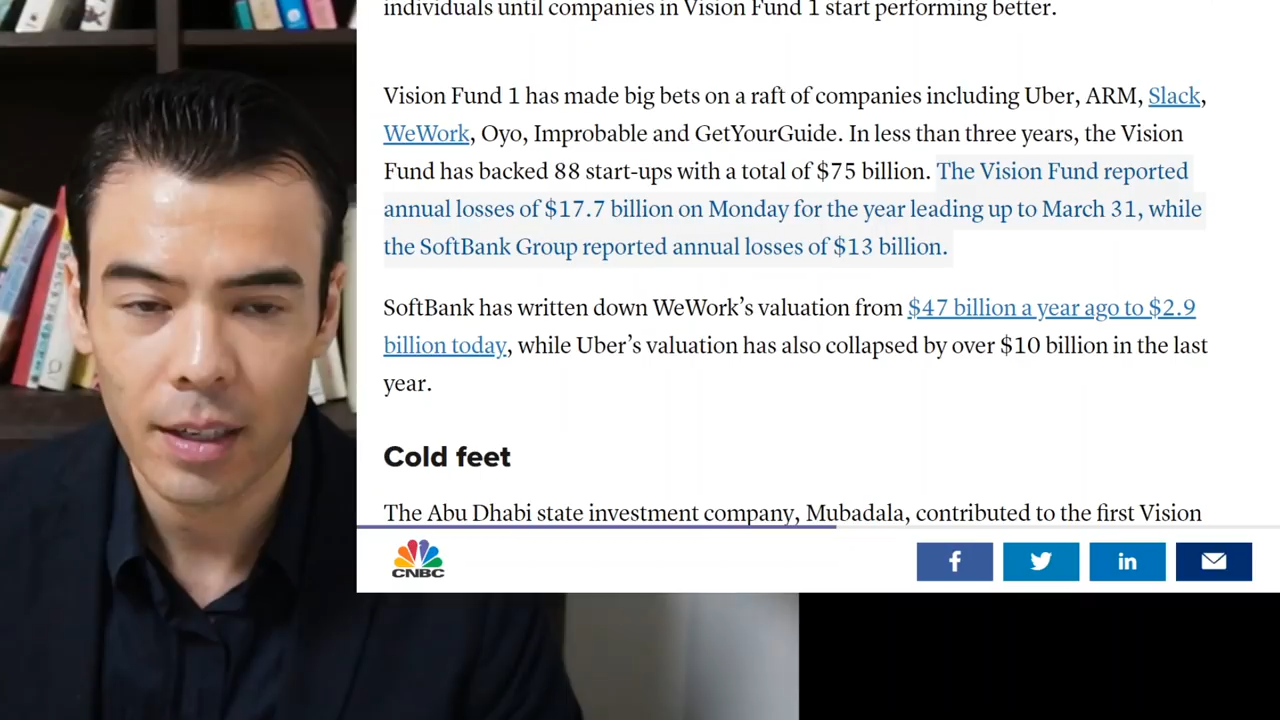 individuals until companies in Vision Fund 1 start performing better.
Vision Fund 1 has made big bets on a raft of companies including Uber, ARM, Slack,
WeWork, Oyo, Improbable and GetYourGuide. In less than three years, the Vision
Fund has backed 88 start-ups with a total of $75 billion. The Vision Fund reported
annual losses of $17.7 billion on Monday for the year leading up to March 31, while
the SoftBank Group reported annual losses of $13 billion.
SoftBank has written down WeWork’s valuation from $47 billion a year ago to $2.9
billion today, while Uber’s valuation has also collapsed by over $10 billion in the last
year.
Cold feet
The Abu Dhabi state investment company, Mubadala, contributed to the first Vision
CNBC
f
in